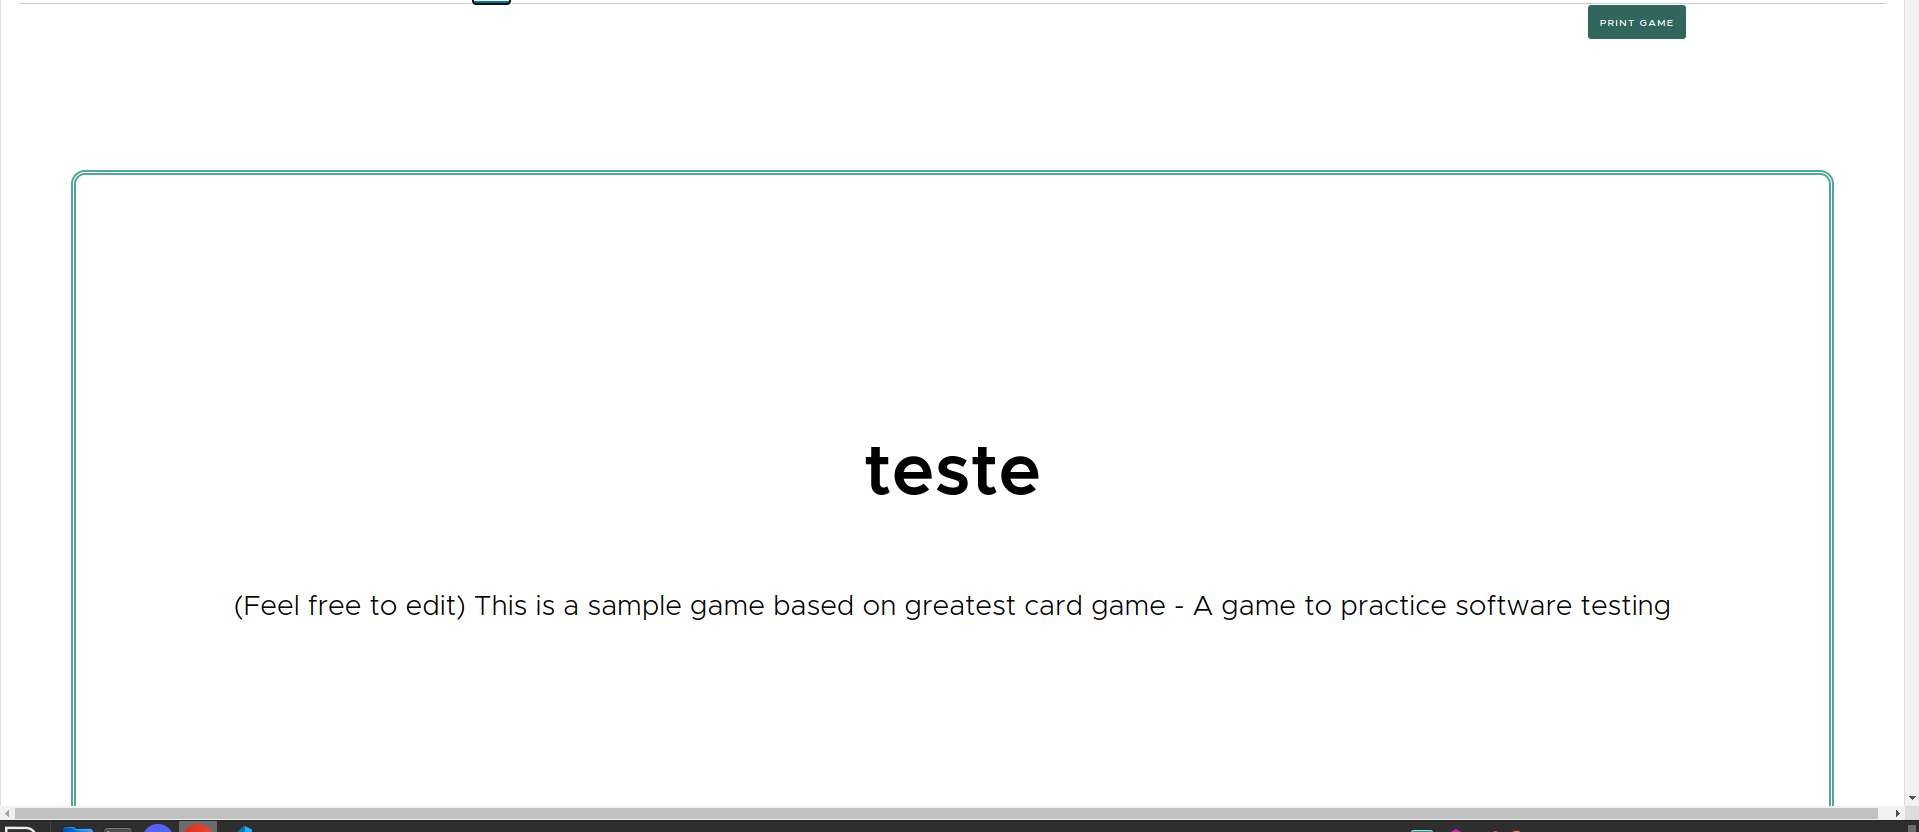 PRINT GAME
teste
(Feel free to edit) This is a sample game based on greatest card game - A game to practice software testing